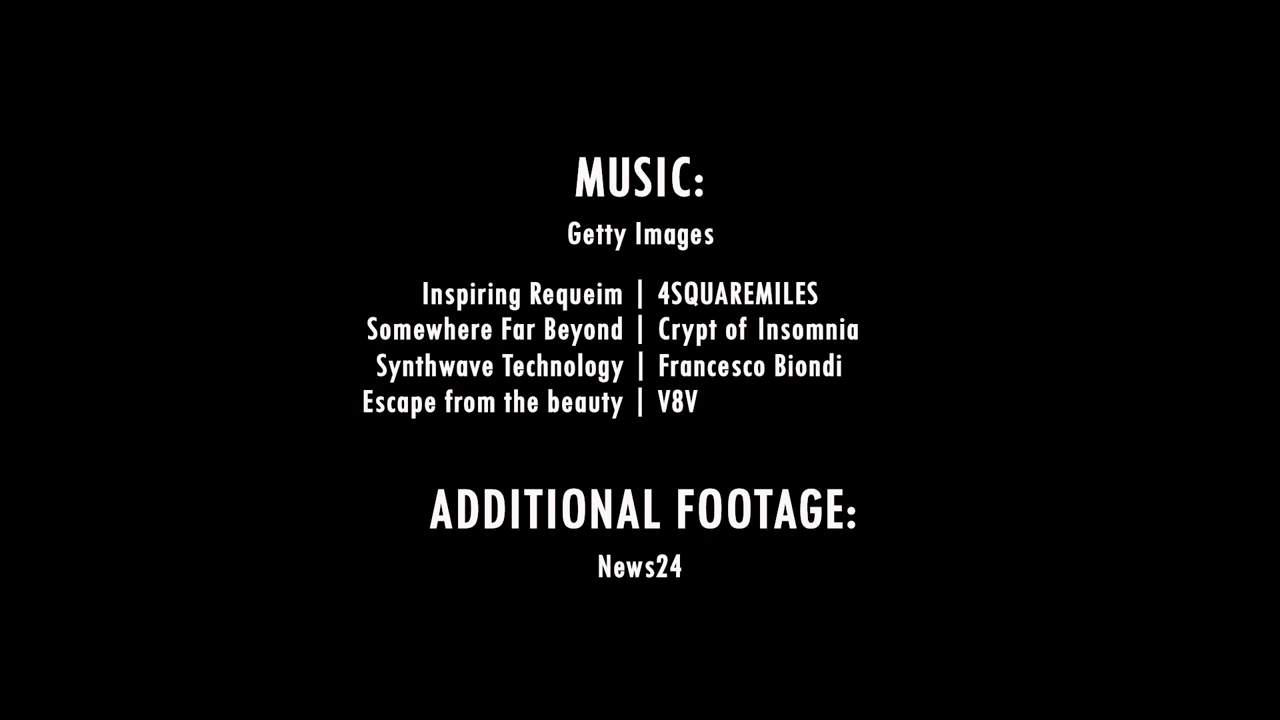 MUSIC:
Getty Images
Inspiring Requeim | 4SQUAREMILES
Somewhere Far Beyond | Crypt of Insomnia
Synthwave Technology | Francesco Biondi
Escape from the beauty | V8V
ADDITIONAL FOOTAGE:
News24